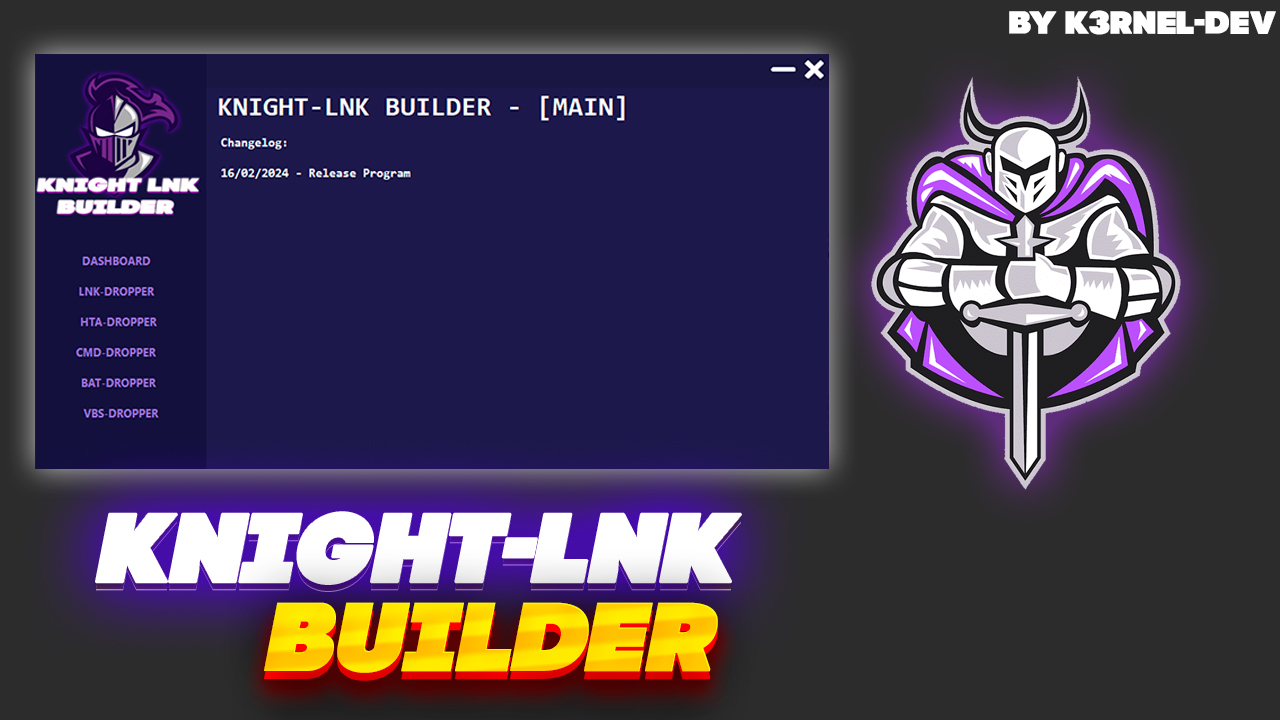 BY K3RNEL-DEV
KNIGHT-LNK BUILDER - [MAIN]
Changelog:
16/02/2024 - Release Program
KNIGHT LNK
BUILDER
DASHBOARD
LNK-DROPPER
HTA-DROPPER
CMD-DROPPER
BAT-DROPPER
VBS-DROPPER
KNIGHT-LNK
BUILDER